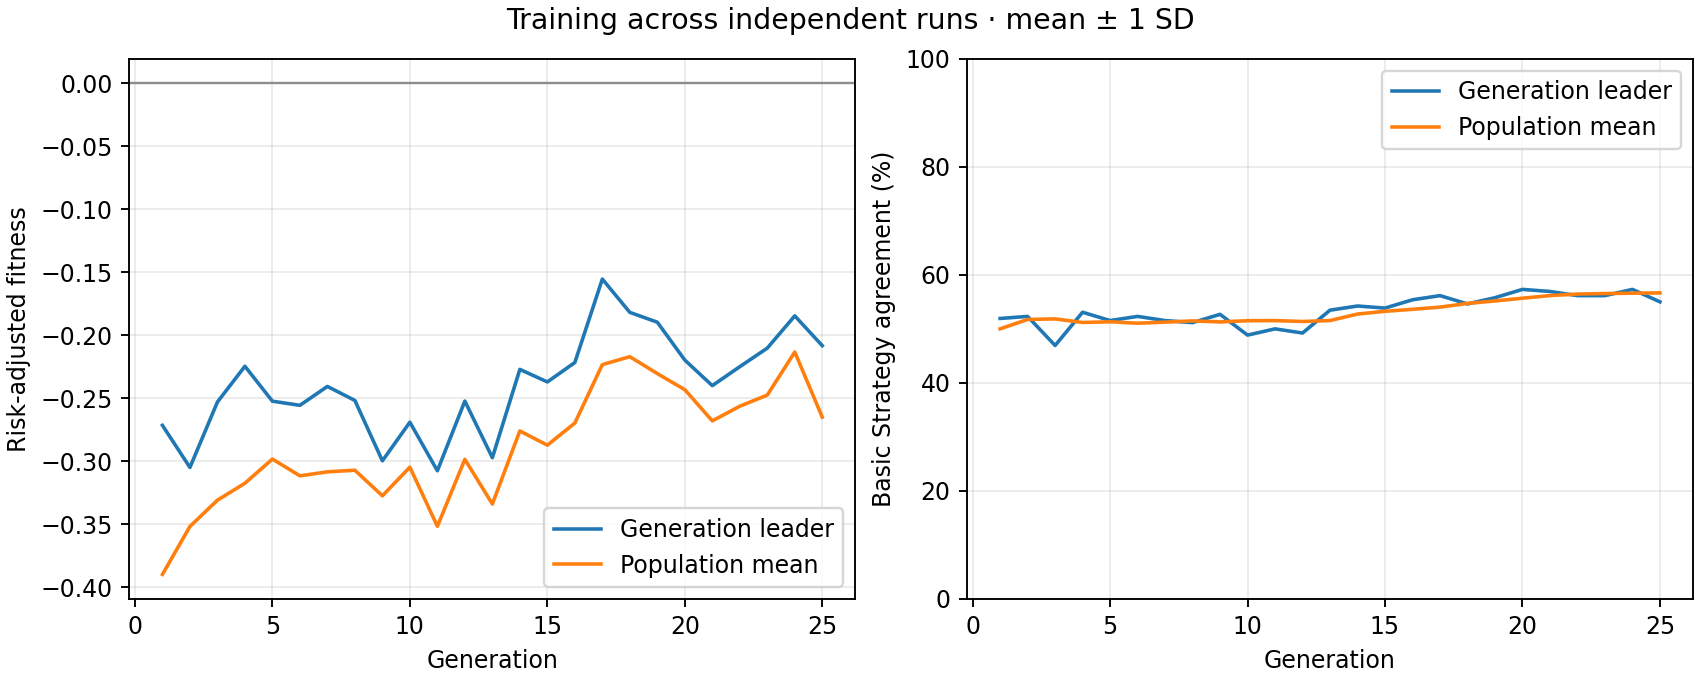 Training across independent runs · mean ± 1 SD
Risk-adjusted fitness
0.00
−0.05
−0.10
−0.15
−0.20
−0.25
−0.30
−0.35
−0.40
Generation leader
Population mean
0 5 10 15 20 25
Generation
Basic Strategy agreement (%)
100
80
60
40
20
0
Generation leader
Population mean
0 5 10 15 20 25
Generation